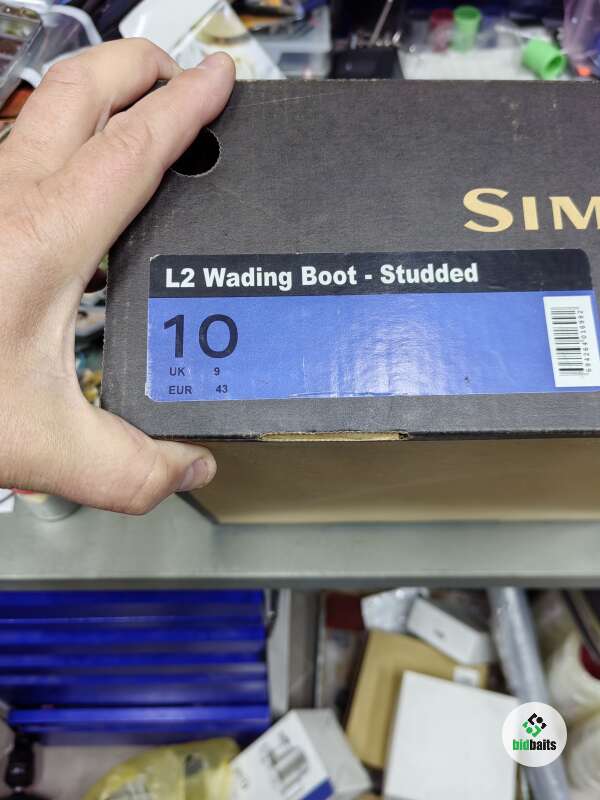 SIM
L2 Wading Boot - Studded
10
UK 9
EUR 43
bidbaits